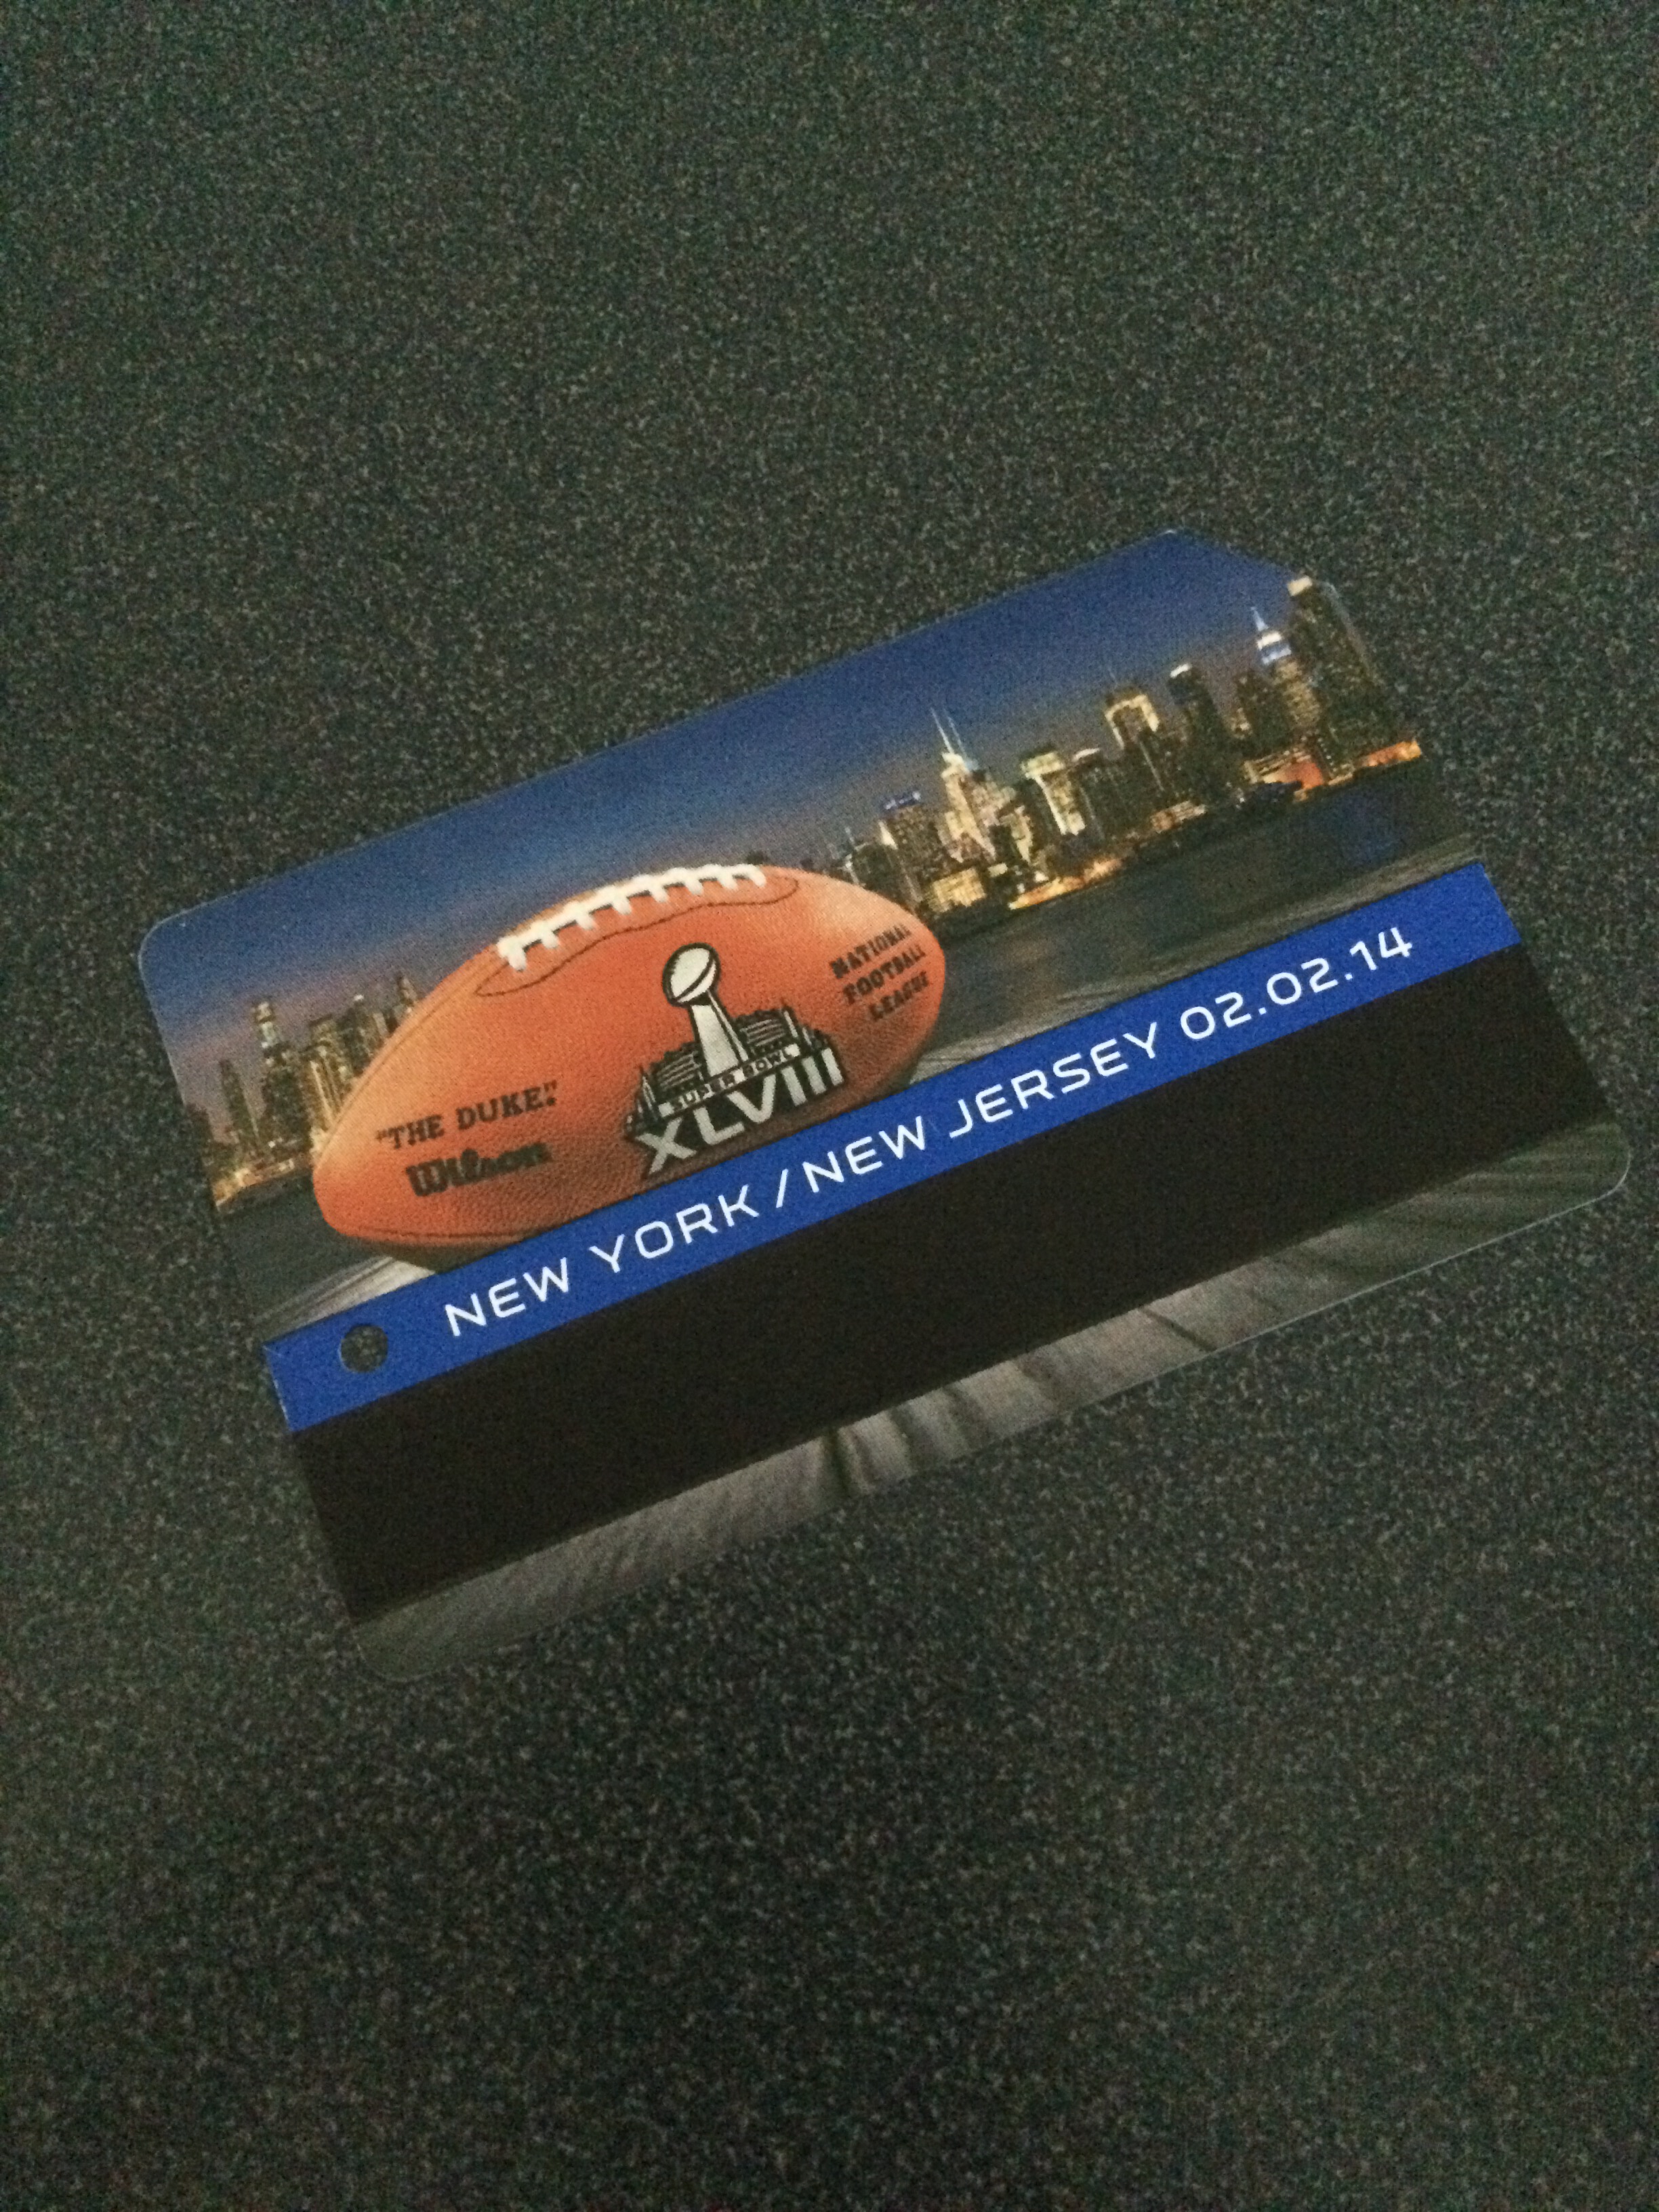 "THE DUKE."
Wilson
SUPER BOWL
XLVIII
NATIONAL
FOOTBALL
LEAGUE
NEW YORK/NEW JERSEY 02.02.14